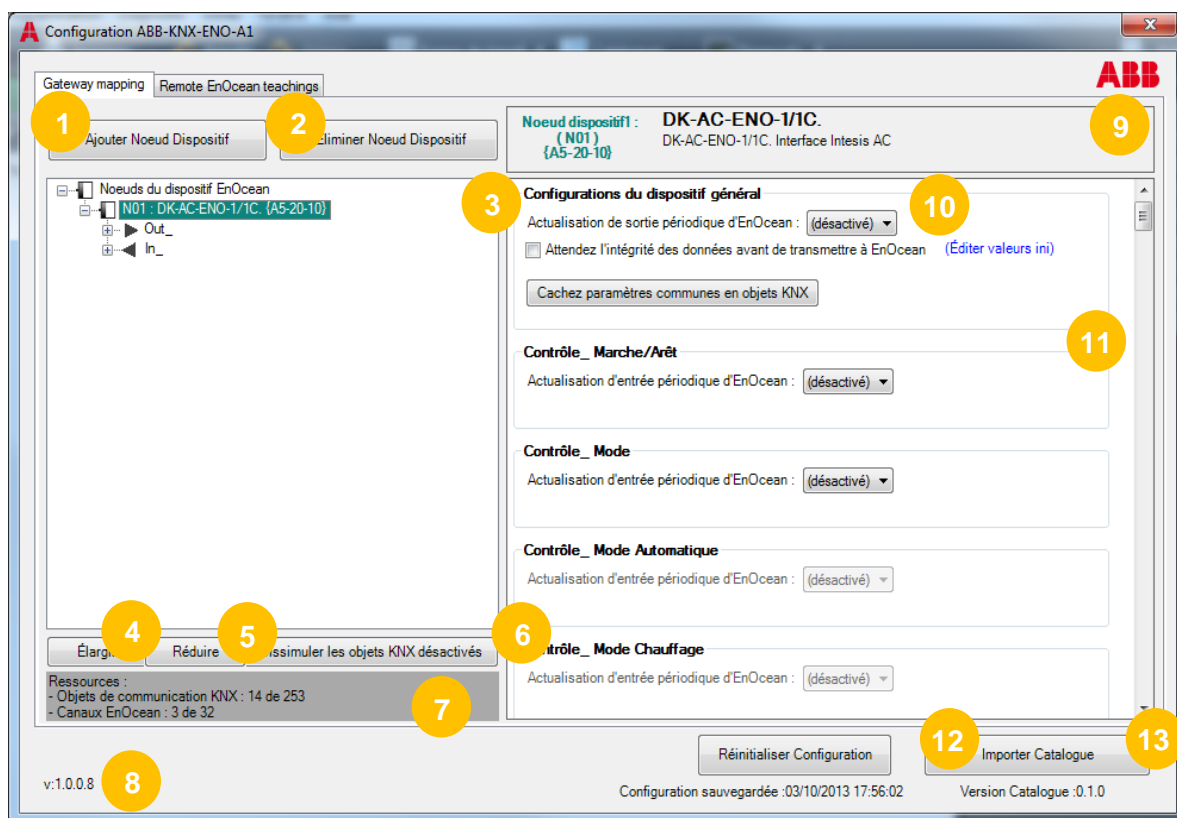 Configuration ABB-KNX-ENO-A1
x
Gateway mapping
Remote EnOcean teachings
ABB
1
Ajouter Noeud Dispositif
2
liminer Noeud Dispositif
Noeud dispositif1 :
( N01 )
{A5-20-10}
DK-AC-ENO-1/1C.
DK-AC-ENO-1/1C. Interface Intesis AC
9
Noeuds du dispositif EnOcean
N01 : DK-AC-ENO-1/1C. {A5-20-10}
Out_
In_
3
Configurations du dispositif général
10
Actualisation de sortie périodique d'EnOcean : (désactivé)
Attendez l'intégrité des données avant de transmettre à EnOcean (Éditer valeurs ini)
Cachez paramètres communes en objets KNX
11
Contrôle_ Marche/Arêt
Actualisation d'entrée périodique d'EnOcean : (désactivé)
Contrôle_ Mode
Actualisation d'entrée périodique d'EnOcean : (désactivé)
Contrôle_ Mode Automatique
Actualisation d'entrée périodique d'EnOcean : (désactivé)
4
Élarg
5
Réduire
issimuler les objets KNX désactivés
6
ntrôle_ Mode Chauffage
Actualisation d'entrée périodique d'EnOcean : (désactivé)
Ressources :
- Objets de communication KNX : 14 de 253
- Canaux EnOcean : 3 de 32
7
Réinitialiser Configuration
12
Importer Catalogue
13
v:1.0.0.8
8
Configuration sauvegardée :03/10/2013 17:56:02
Version Catalogue :0.1.0